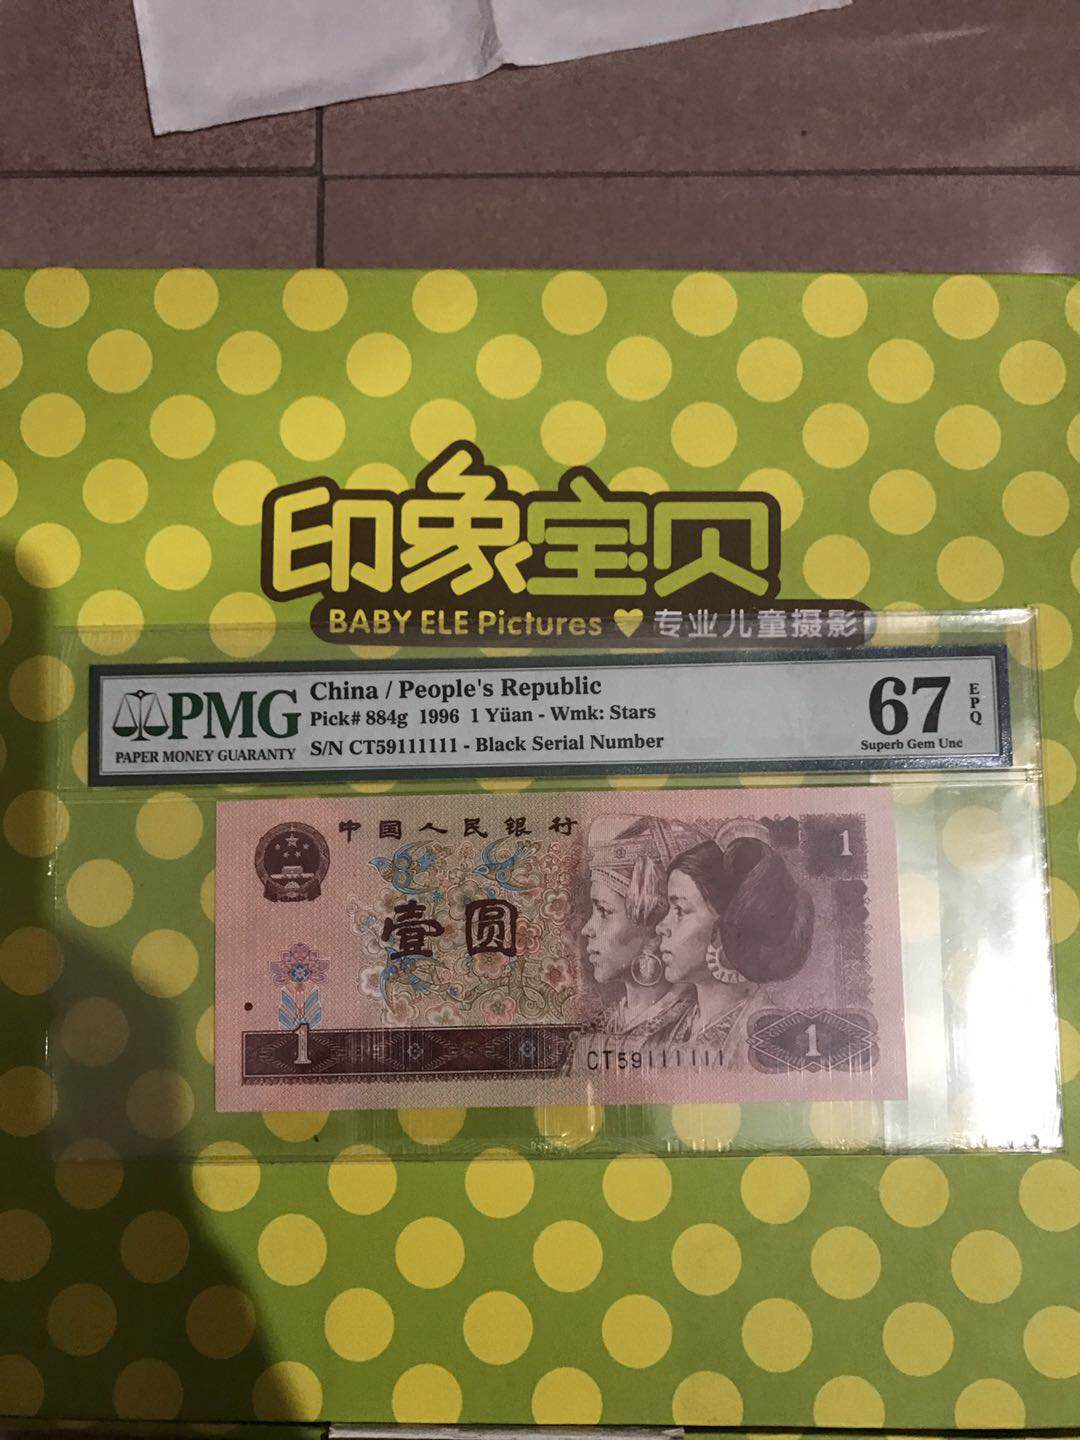 印象宝贝
BABY ELE Pictures ♥ 专业儿童摄影
PMG
PAPER MONEY GUARANTY
China / People's Republic
Pick# 884g 1996 1 Yüan - Wmk: Stars
S/N CT59111111 - Black Serial Number
67
EPQ
Superb Gem Unc
中国人民银行
1
壹圆
1
CT59111111
1